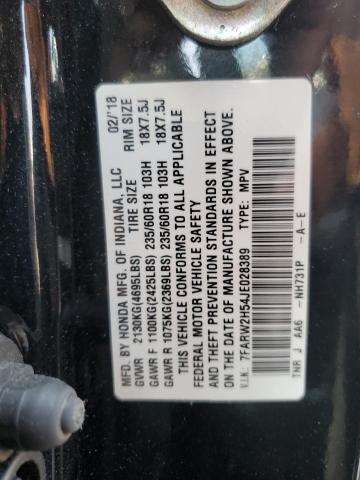 MFD. BY HONDA MFG. OF INDIANA, LLC 02/'18
TIRE SIZE RIM SIZE
GVWR 2130KG(4695LBS)
GAWR F 1100KG(2425LBS) 235/60R18 103H 18X7.5J
GAWR R 1075KG(2369LBS) 235/60R18 103H 18X7.5J
THIS VEHICLE CONFORMS TO ALL APPLICABLE
FEDERAL MOTOR VEHICLE SAFETY
AND THEFT PREVENTION STANDARDS IN EFFECT
ON THE DATE OF MANUFACTURE SHOWN ABOVE.
V.I.N.: 7FARW2H54JE028389 TYPE: MPV
TNR J AA6 -NH731P -A-E